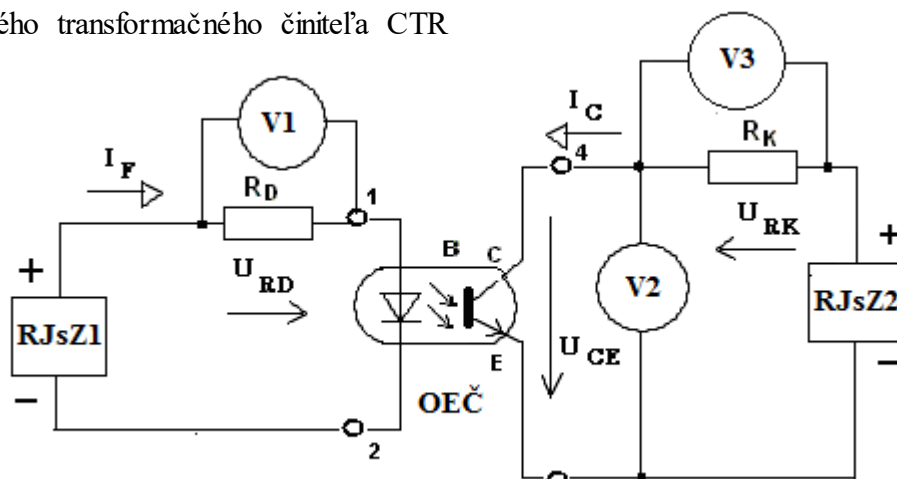 ého transformačného činiteľa CTR
V3
V1
I C
4
R K
I F
R D
1
U RK
+
+
B
C
U RD
V2
RJsZ1
RJsZ2
E
U CE
−
−
OEČ
2